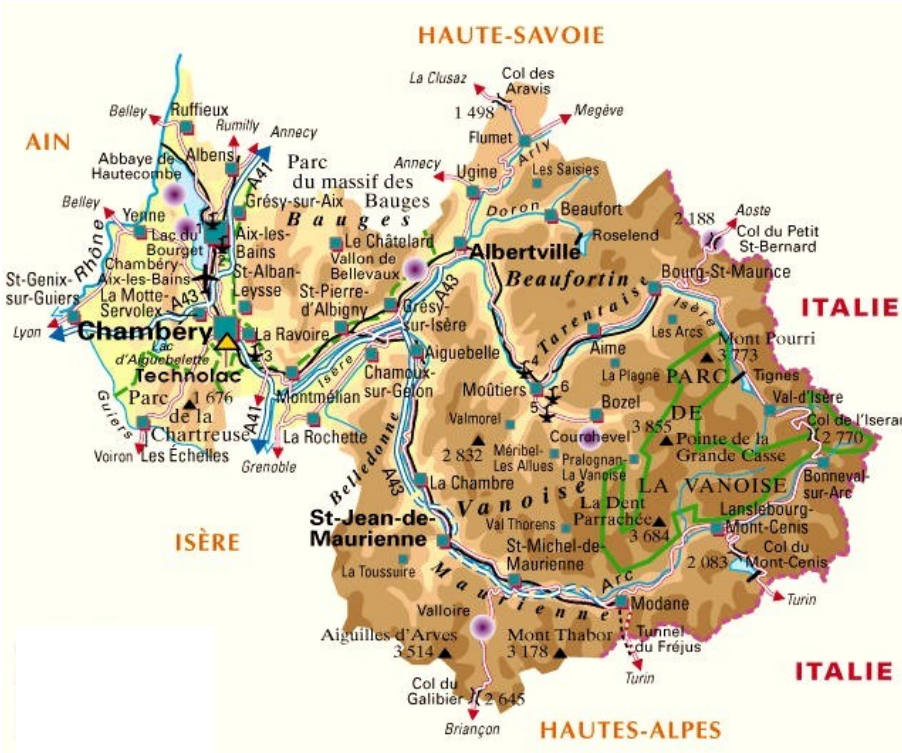 HAUTE-SAVOIE
La Clusaz
Col des
Aravis
1 498
Megève
Flumet
Arly
Belley
Ruffieux
Rumilly
Annecy
AIN
Abbaye de
Hautecombe
Albens
A41
Parc
du massif des
Bauges
Bauges
Annecy
Ugine
Les Saisies
Grésy-sur-Aix
Doron
Beaufort
Roselend
2 188
Aoste
Col du Petit
St-Bernard
Belley
Yenne
Rhône
Lac du
Bourget
1
2
Aix-les-
Bains
Le Châtelard
Vallon de
Bellevaux
Albertville
Beaufortin
Bourg-St-Maurice
ITALIE
St-Genix-
sur-Guiers
Chambéry-
Aix-les-Bains
St-Alban-
Leysse
St-Pierre-
d'Albigny
Grésy-
sur-Isère
A43
Tarentaise
Isère
La Motte-
Servolex
A43
Lyon
Chambéry
La Ravoire
Lac
d'Aiguebelette
3
Technolac
Aime
Les Arcs
Mont Pourri
3 773
Isère
Aiguebelle
Chamoux-
sur-Gelon
4
La Plagne
PARC
Tignes
Parc
de la
Chartreuse
1 676
Montmélian
Moûtiers
6
5
Bozel
DE
Val-d'Isère
Guiers
A41
La Rochette
Valmorel
Courchevel
3 855
Pointe de la
Grande Casse
Col de l'Iseran
2 770
Voiron
Les Échelles
Grenoble
Belledonne
2 832
Méribel-
Les Allues
Pralognan-
La Vanoise
Bonneval-
sur-Arc
A43
La Chambre
Vanoise
LA VANOISE
La Dent
Parrachée
3 684
Lanslebourg-
Mont-Cenis
ISÈRE
St-Jean-de-
Maurienne
Val Thorens
St-Michel-de-
Maurienne
2 083
Col du
Mont-Cenis
La Toussuire
Maurienne
Arc
Turin
Valloire
Modane
Aiguilles d'Arves
3 514
Mont Thabor
3 178
Tunnel
du Fréjus
Turin
ITALIE
Col du
Galibier
2 645
Briançon
HAUTES-ALPES